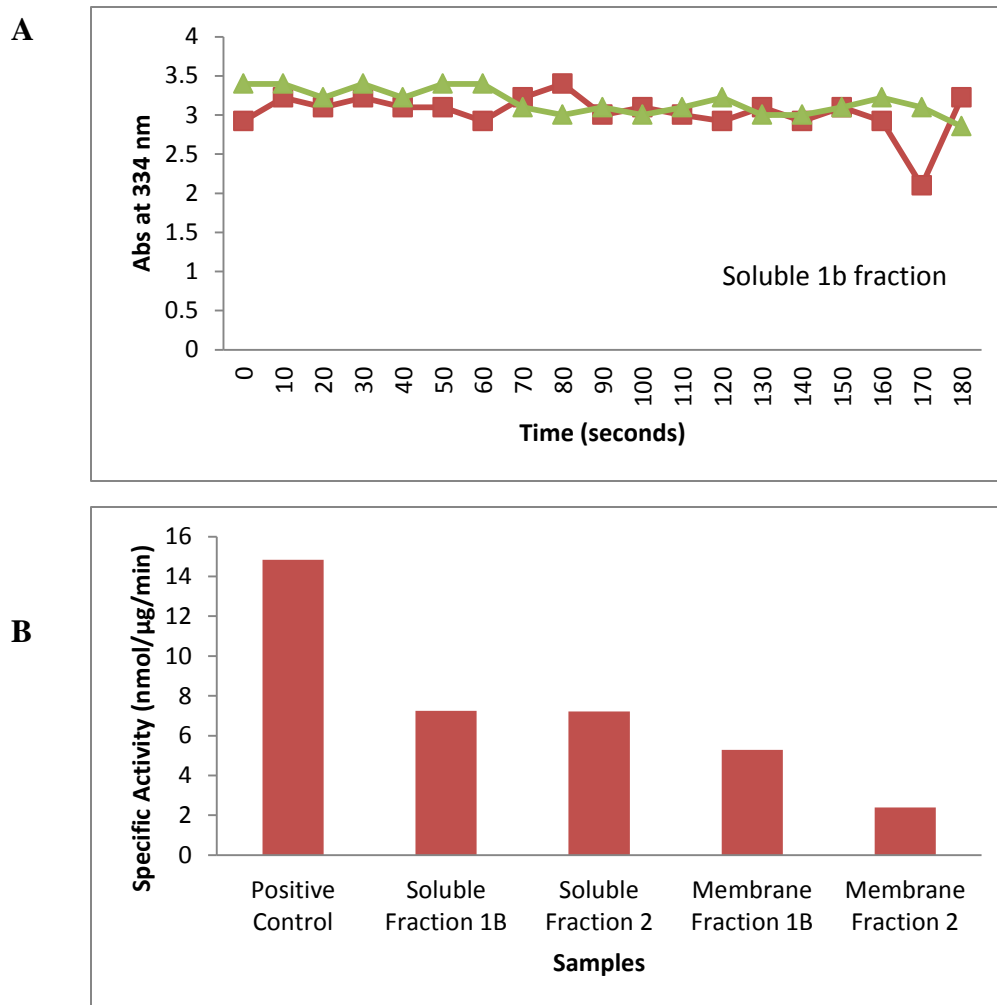 A
Abs at 334 nm
4
3.5
3
2.5
2
1.5
1
0.5
0
Soluble 1b fraction
0 10 20 30 40 50 60 70 80 90 100 110 120 130 140 150 160 170 180
Time (seconds)
B
Specific Activity (nmol/µg/min)
16
14
12
10
8
6
4
2
0
Positive Control
Soluble Fraction 1B
Soluble Fraction 2
Membrane Fraction 1B
Membrane Fraction 2
Samples